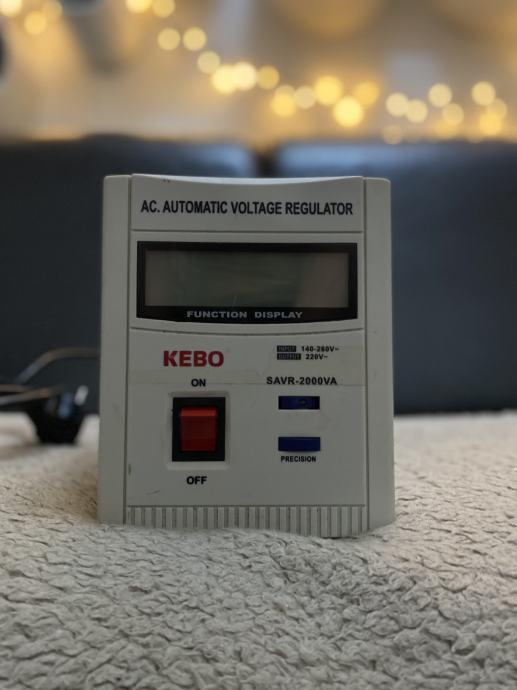 AC. AUTOMATIC VOLTAGE REGULATOR
FUNCTION DISPLAY
KEBO
INPUT 140-260V~
OUTPUT 220V~
ON
SAVR-2000VA
PRECISION
OFF